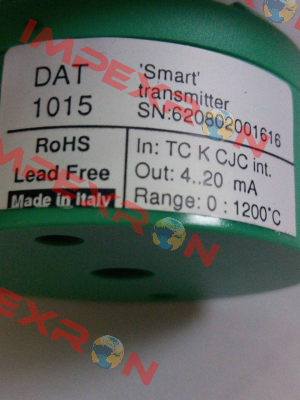 DAT
1015
'Smart'
transmitter
SN:620802001616
RoHS
Lead Free
Made in Italy
In: TC K CJC int.
Out: 4..20 mA
Range: 0 : 1200°C
IMPEXRON
IMPEXRON
IMPEXRON